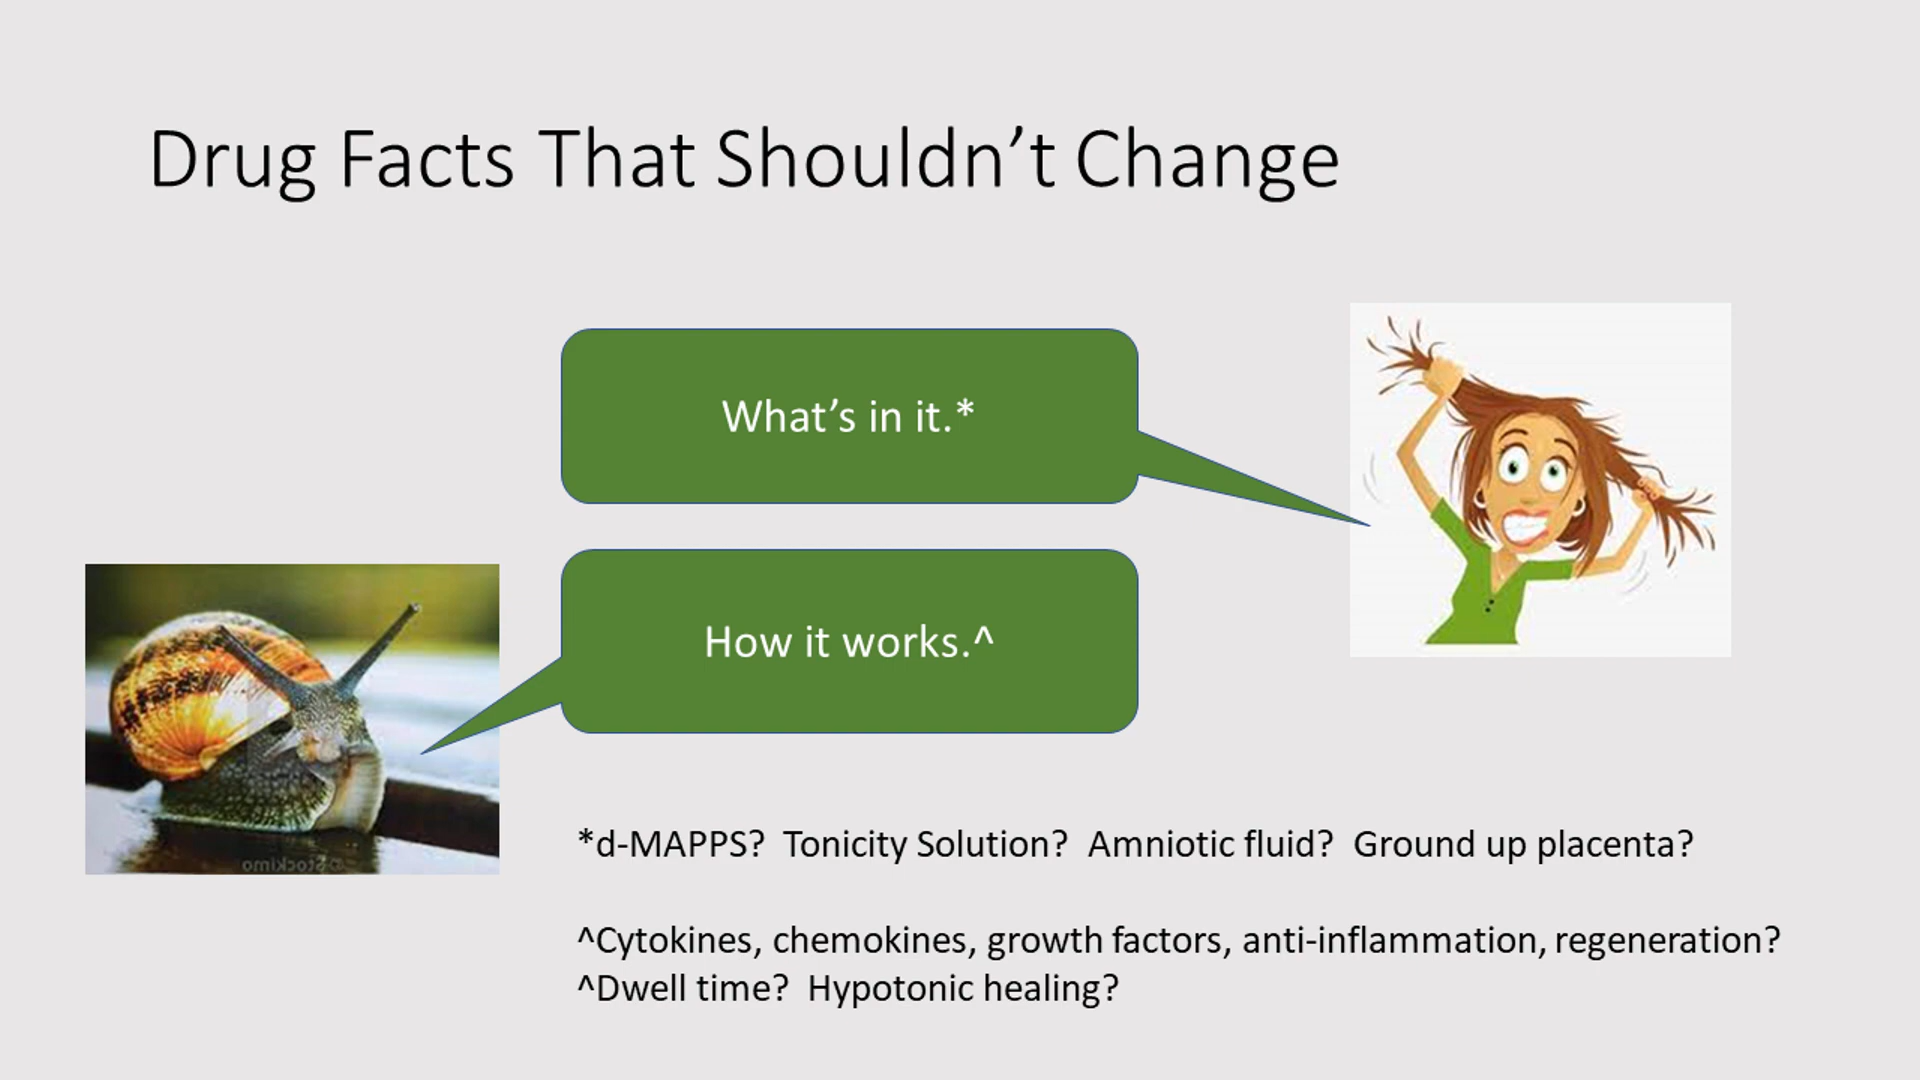 Drug Facts That Shouldn’t Change
What’s in it.*
How it works.^
*d-MAPPS?  Tonicity Solution?  Amniotic fluid?  Ground up placenta?
^Cytokines, chemokines, growth factors, anti-inflammation, regeneration?
^Dwell time?  Hypotonic healing?